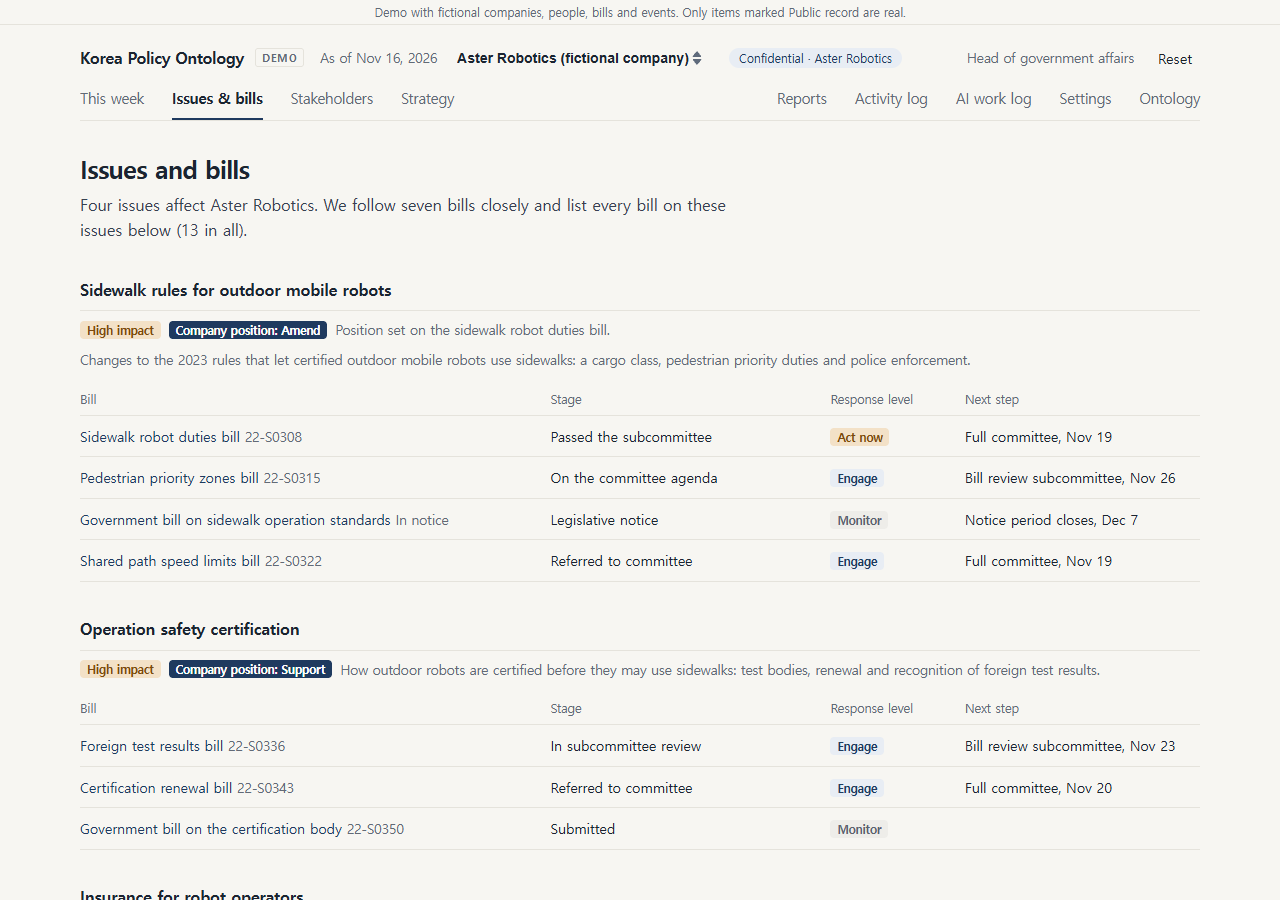 Demo with fictional companies, people, bills and events. Only items marked Public record are real.
Korea Policy Ontology DEMO As of Nov 16, 2026 Aster Robotics (fictional company) Confidential · Aster Robotics Head of government affairs Reset
This week Issues & bills Stakeholders Strategy Reports Activity log AI work log Settings Ontology
Issues and bills
Four issues affect Aster Robotics. We follow seven bills closely and list every bill on these
issues below (13 in all).
Sidewalk rules for outdoor mobile robots
High impact Company position: Amend Position set on the sidewalk robot duties bill.
Changes to the 2023 rules that let certified outdoor mobile robots use sidewalks: a cargo class, pedestrian priority duties and police enforcement.
Bill Stage Response level Next step
Sidewalk robot duties bill 22-S0308 Passed the subcommittee Act now Full committee, Nov 19
Pedestrian priority zones bill 22-S0315 On the committee agenda Engage Bill review subcommittee, Nov 26
Government bill on sidewalk operation standards In notice Legislative notice Monitor Notice period closes, Dec 7
Shared path speed limits bill 22-S0322 Referred to committee Engage Full committee, Nov 19
Operation safety certification
High impact Company position: Support How outdoor robots are certified before they may use sidewalks: test bodies, renewal and recognition of foreign test results.
Bill Stage Response level Next step
Foreign test results bill 22-S0336 In subcommittee review Engage Bill review subcommittee, Nov 23
Certification renewal bill 22-S0343 Referred to committee Engage Full committee, Nov 20
Government bill on the certification body 22-S0350 Submitted Monitor
Insurance for robot operators